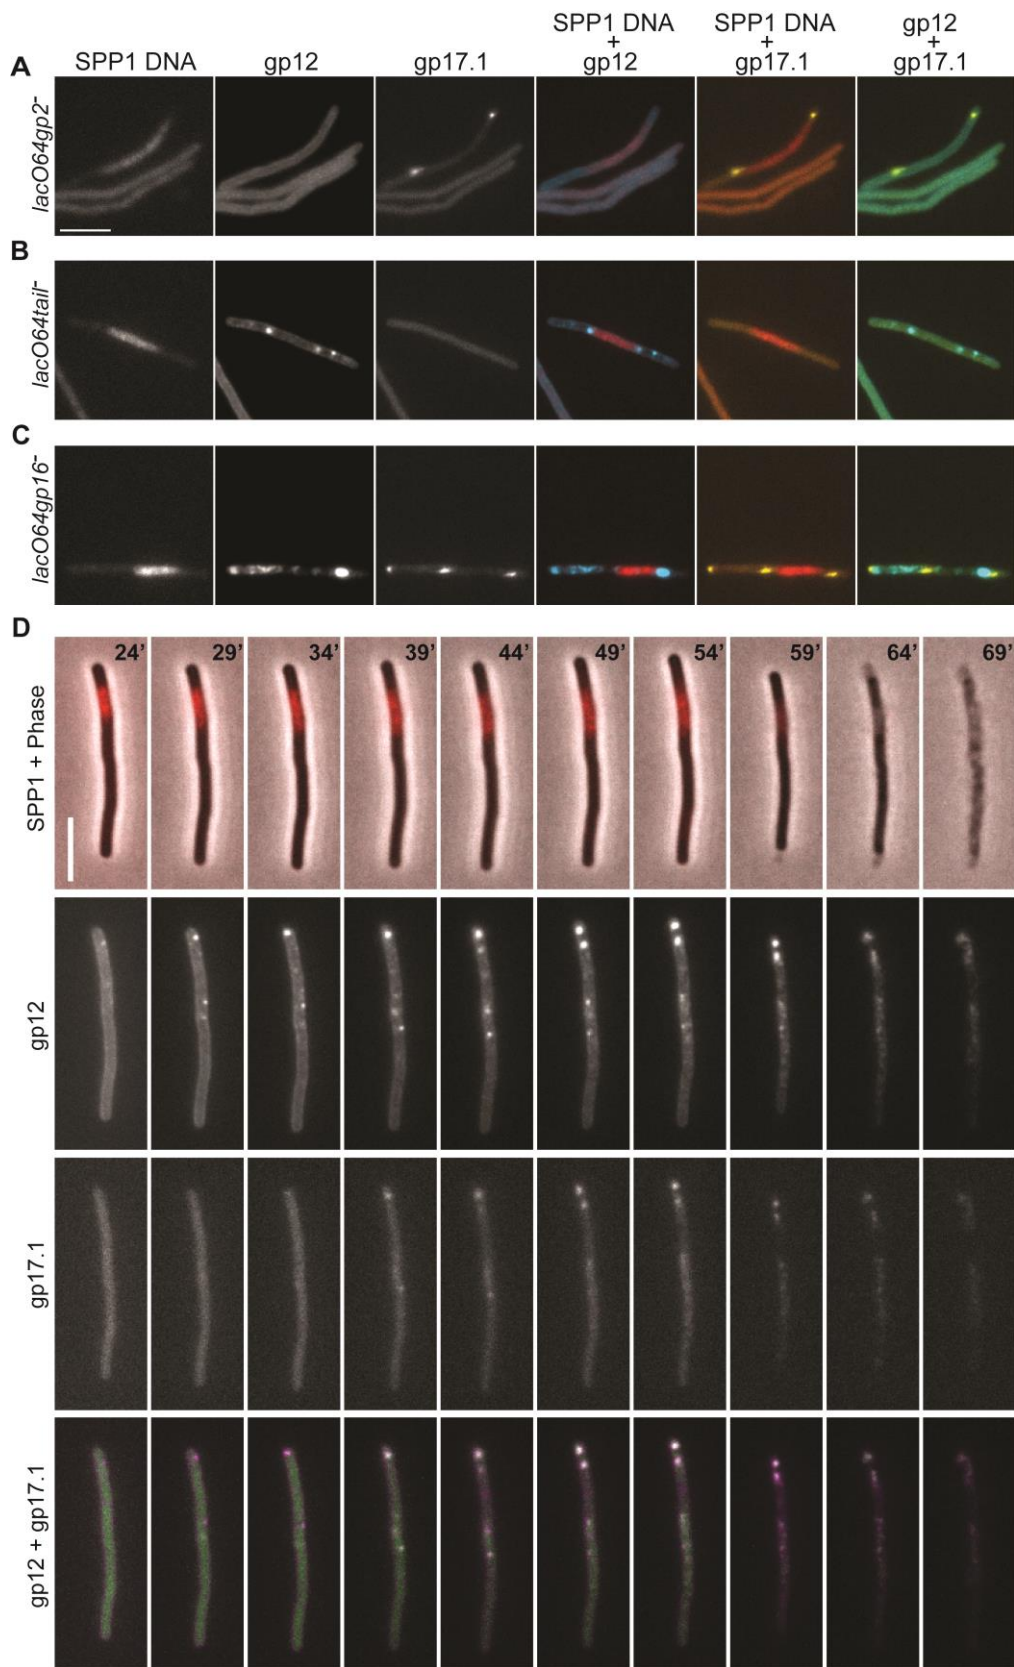 SPP1 DNA
+
gp12
SPP1 DNA
+
gp17.1
gp12
+
gp17.1
A
SPP1 DNA
gp12
gp17.1
lacO64gp2-
B
lacO64tail-
C
lacO64gp16-
D
SPP1 + Phase
24’
29’
34’
39’
44’
49’
54’
59’
64’
69’
gp12
gp17.1
gp12 + gp17.1